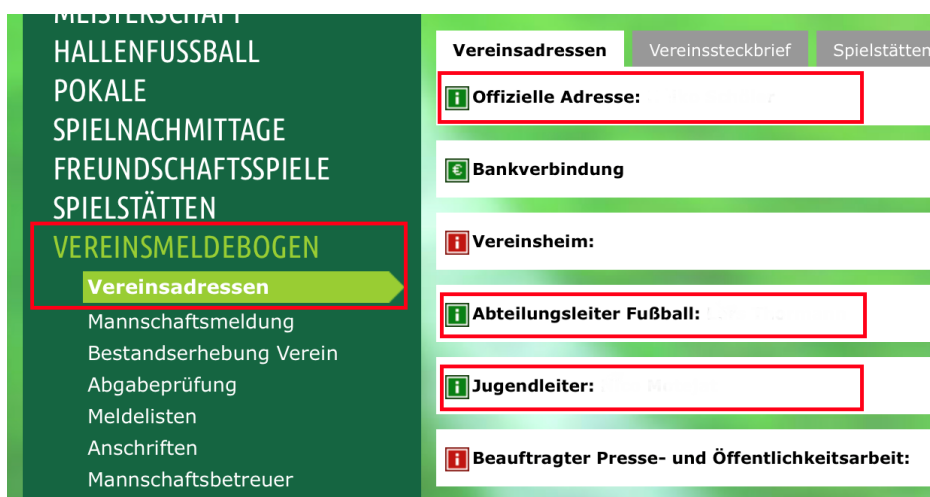 MEISTERSCHAFT
HALLENFUSSBALL
POKALE
SPIELNACHMITTAGE
FREUNDSCHAFTSSPIELE
SPIELSTÄTTEN
VEREINSMELDEBOGEN
Vereinsadressen
Mannschaftsmeldung
Bestandserhebung Verein
Abgabeprüfung
Meldelisten
Anschriften
Mannschaftsbetreuer
Vereinsadressen Vereinssteckbrief Spielstätten
Offizielle Adresse:
Bankverbindung
Vereinsheim:
Abteilungsleiter Fußball:
Jugendleiter:
Beauftragter Presse- und Öffentlichkeitsarbeit: